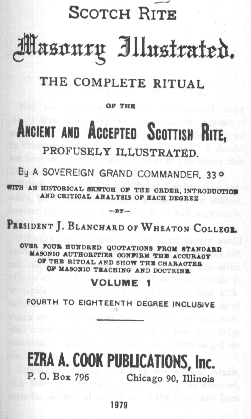 SCOTCH RITE
Masonry Illustrated.
THE COMPLETE RITUAL
OF THE
ANCIENT AND ACCEPTED SCOTTISH RITE,
PROFUSELY ILLUSTRATED.
By A SOVEREIGN GRAND COMMANDER, 33°
WITH AN HISTORICAL SKETCH OF THE ORDER, INTRODUCTION
AND CRITICAL ANALYSIS OF EACH DEGREE
—BY—
PRESIDENT J. BLANCHARD OF WHEATON COLLEGE.
OVER FOUR HUNDRED QUOTATIONS FROM STANDARD
MASONIC AUTHORITIES CONFIRM THE ACCURACY
OF THE RITUAL AND SHOW THE CHARACTER
OF MASONIC TEACHING AND DOCTRINE.
VOLUME 1
FOURTH TO EIGHTEENTH DEGREE INCLUSIVE
EZRA A. COOK PUBLICATIONS, Inc.
P. O. Box 796 Chicago 90, Illinois
1979